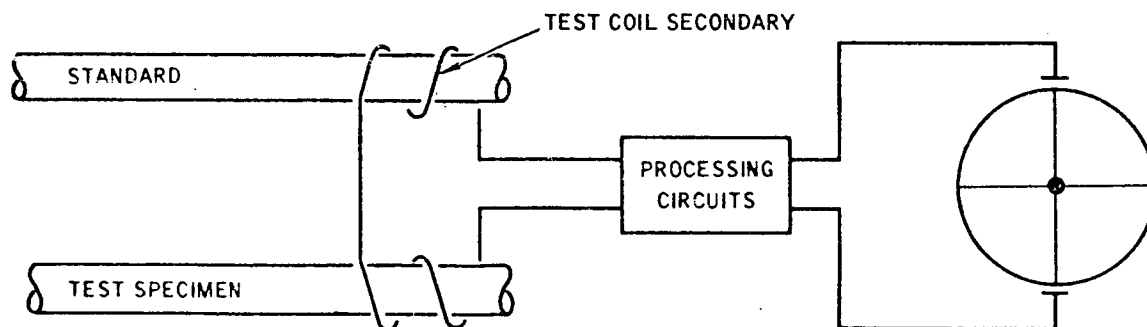 TEST COIL SECONDARY
STANDARD
PROCESSING
CIRCUITS
TEST SPECIMEN